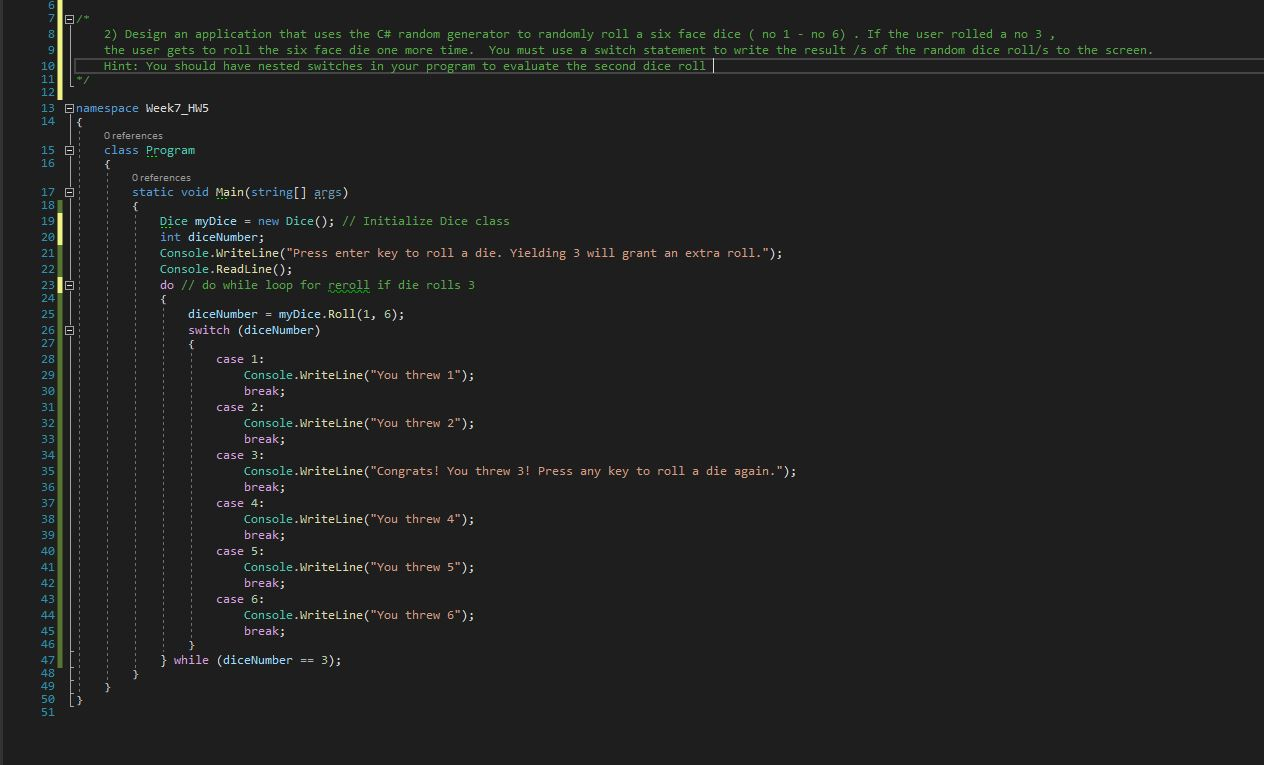 6
7 /*
8 2) Design an application that uses the C# random generator to randomly roll a six face dice ( no 1 - no 6) . If the user rolled a no 3 ,
9 the user gets to roll the six face die one more time.  You must use a switch statement to write the result /s of the random dice roll/s to the screen.
10 Hint: You should have nested switches in your program to evaluate the second dice roll
11 */
12
13 namespace Week7_HW5
14 {
0 references
15 class Program
16 {
0 references
17 static void Main(string[] args)
18 {
19 Dice myDice = new Dice(); // Initialize Dice class
20 int diceNumber;
21 Console.WriteLine("Press enter key to roll a die. Yielding 3 will grant an extra roll.");
22 Console.ReadLine();
23 do // do while loop for reroll if die rolls 3
24 {
25 diceNumber = myDice.Roll(1, 6);
26 switch (diceNumber)
27 {
28 case 1:
29 Console.WriteLine("You threw 1");
30 break;
31 case 2:
32 Console.WriteLine("You threw 2");
33 break;
34 case 3:
35 Console.WriteLine("Congrats! You threw 3! Press any key to roll a die again.");
36 break;
37 case 4:
38 Console.WriteLine("You threw 4");
39 break;
40 case 5:
41 Console.WriteLine("You threw 5");
42 break;
43 case 6:
44 Console.WriteLine("You threw 6");
45 break;
46 }
47 } while (diceNumber == 3);
48 }
49 }
50 }
51